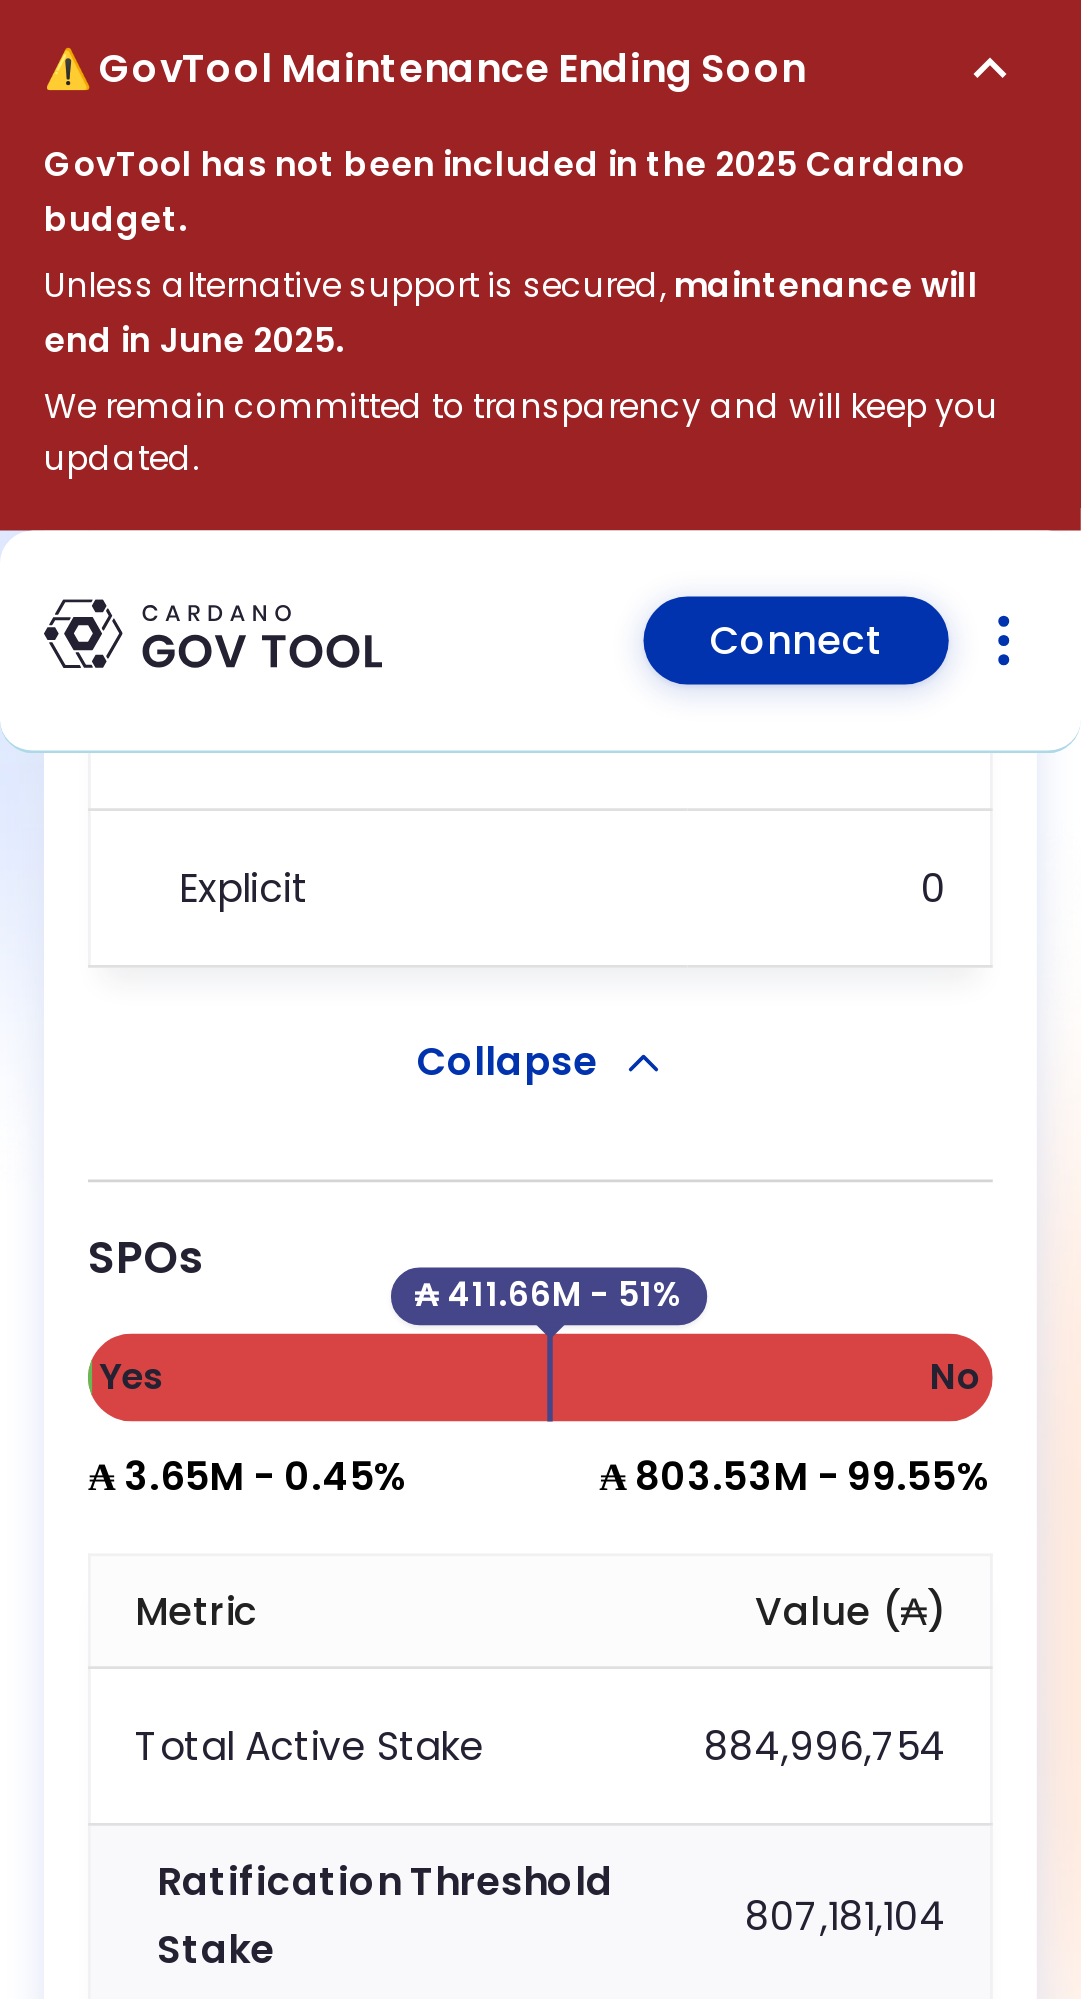 ⚠️ GovTool Maintenance Ending Soon
GovTool has not been included in the 2025 Cardano
budget.
Unless alternative support is secured, maintenance will
end in June 2025.
We remain committed to transparency and will keep you
updated.
CARDANO
GOV TOOL
Connect
Explicit 0
Collapse
SPOs
₳ 411.66M - 51%
Yes No
₳ 3.65M - 0.45% ₳ 803.53M - 99.55%
Metric Value (₳)
Total Active Stake 884,996,754
Ratification Threshold
Stake 807,181,104